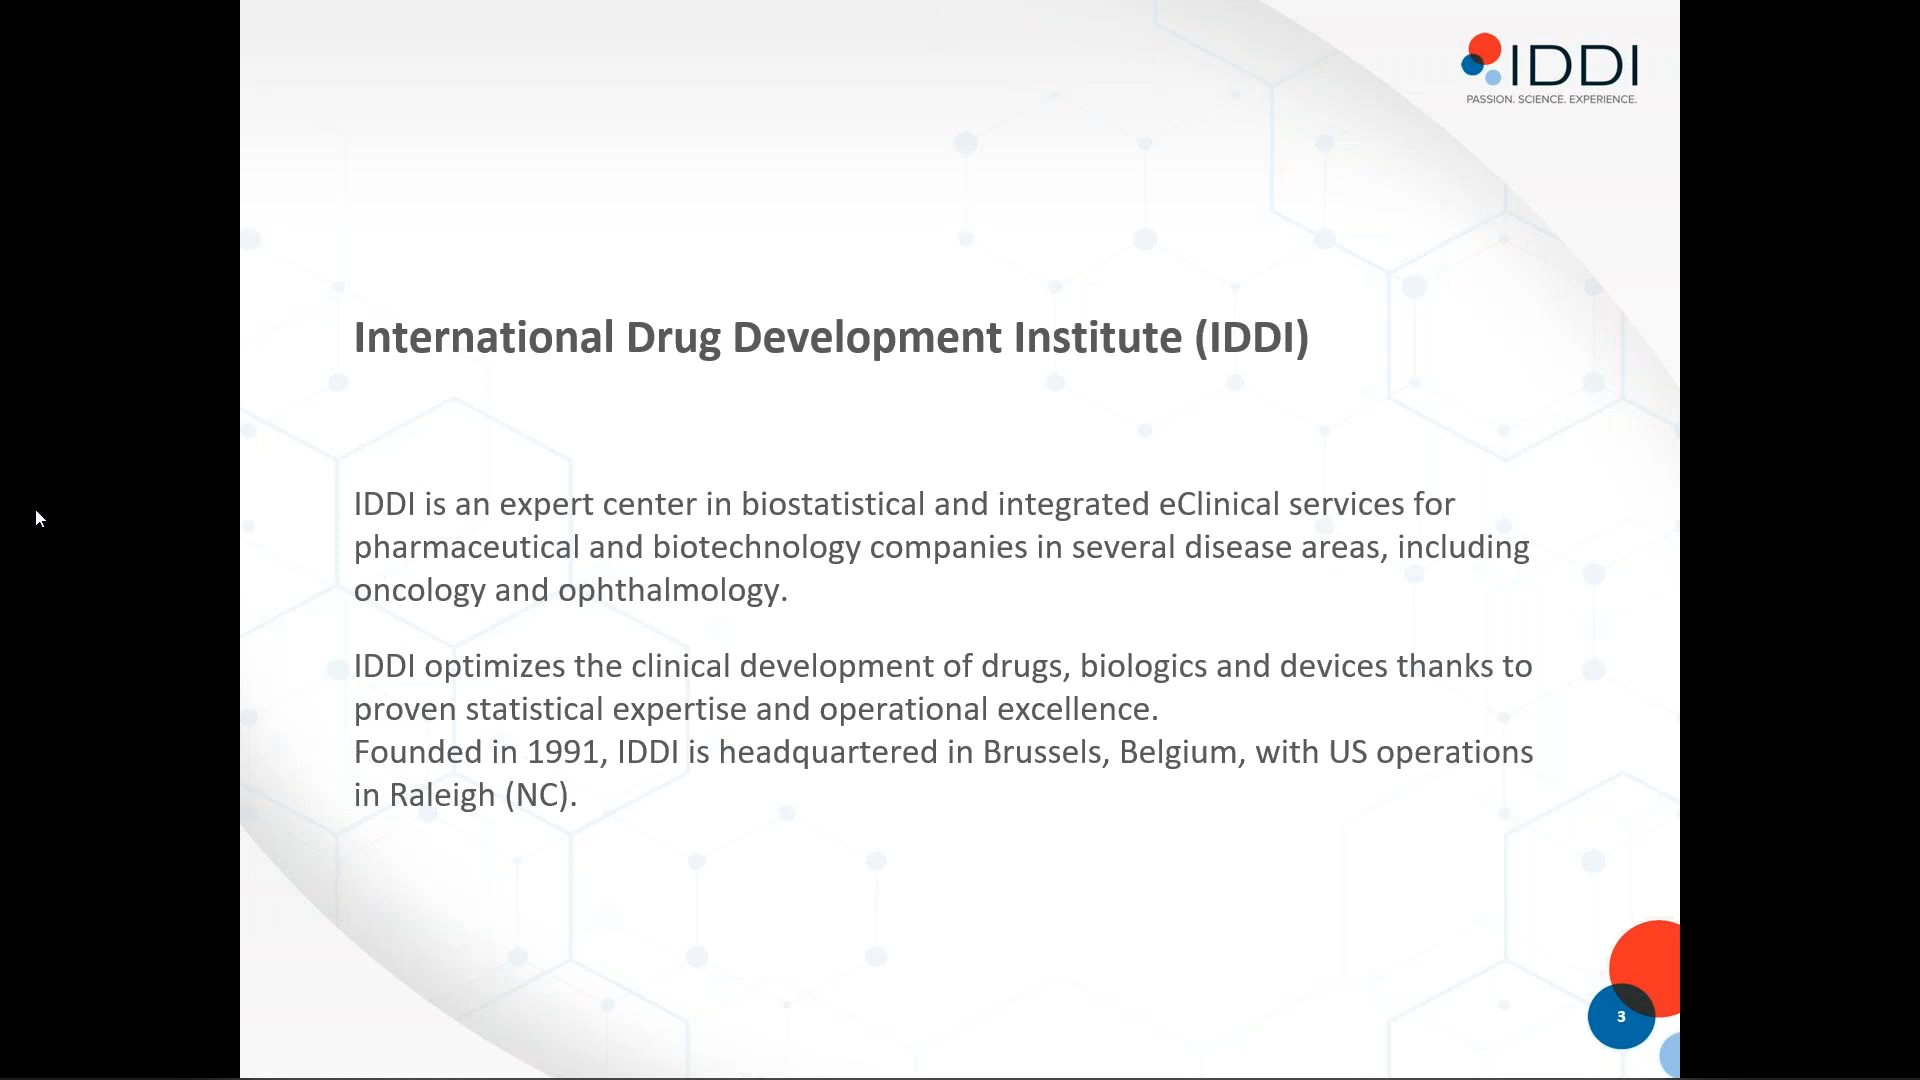 IDDI
PASSION. SCIENCE. EXPERIENCE.
International Drug Development Institute (IDDI)
IDDI is an expert center in biostatistical and integrated eClinical services for
pharmaceutical and biotechnology companies in several disease areas, including
oncology and ophthalmology.
IDDI optimizes the clinical development of drugs, biologics and devices thanks to
proven statistical expertise and operational excellence.
Founded in 1991, IDDI is headquartered in Brussels, Belgium, with US operations
in Raleigh (NC).
3